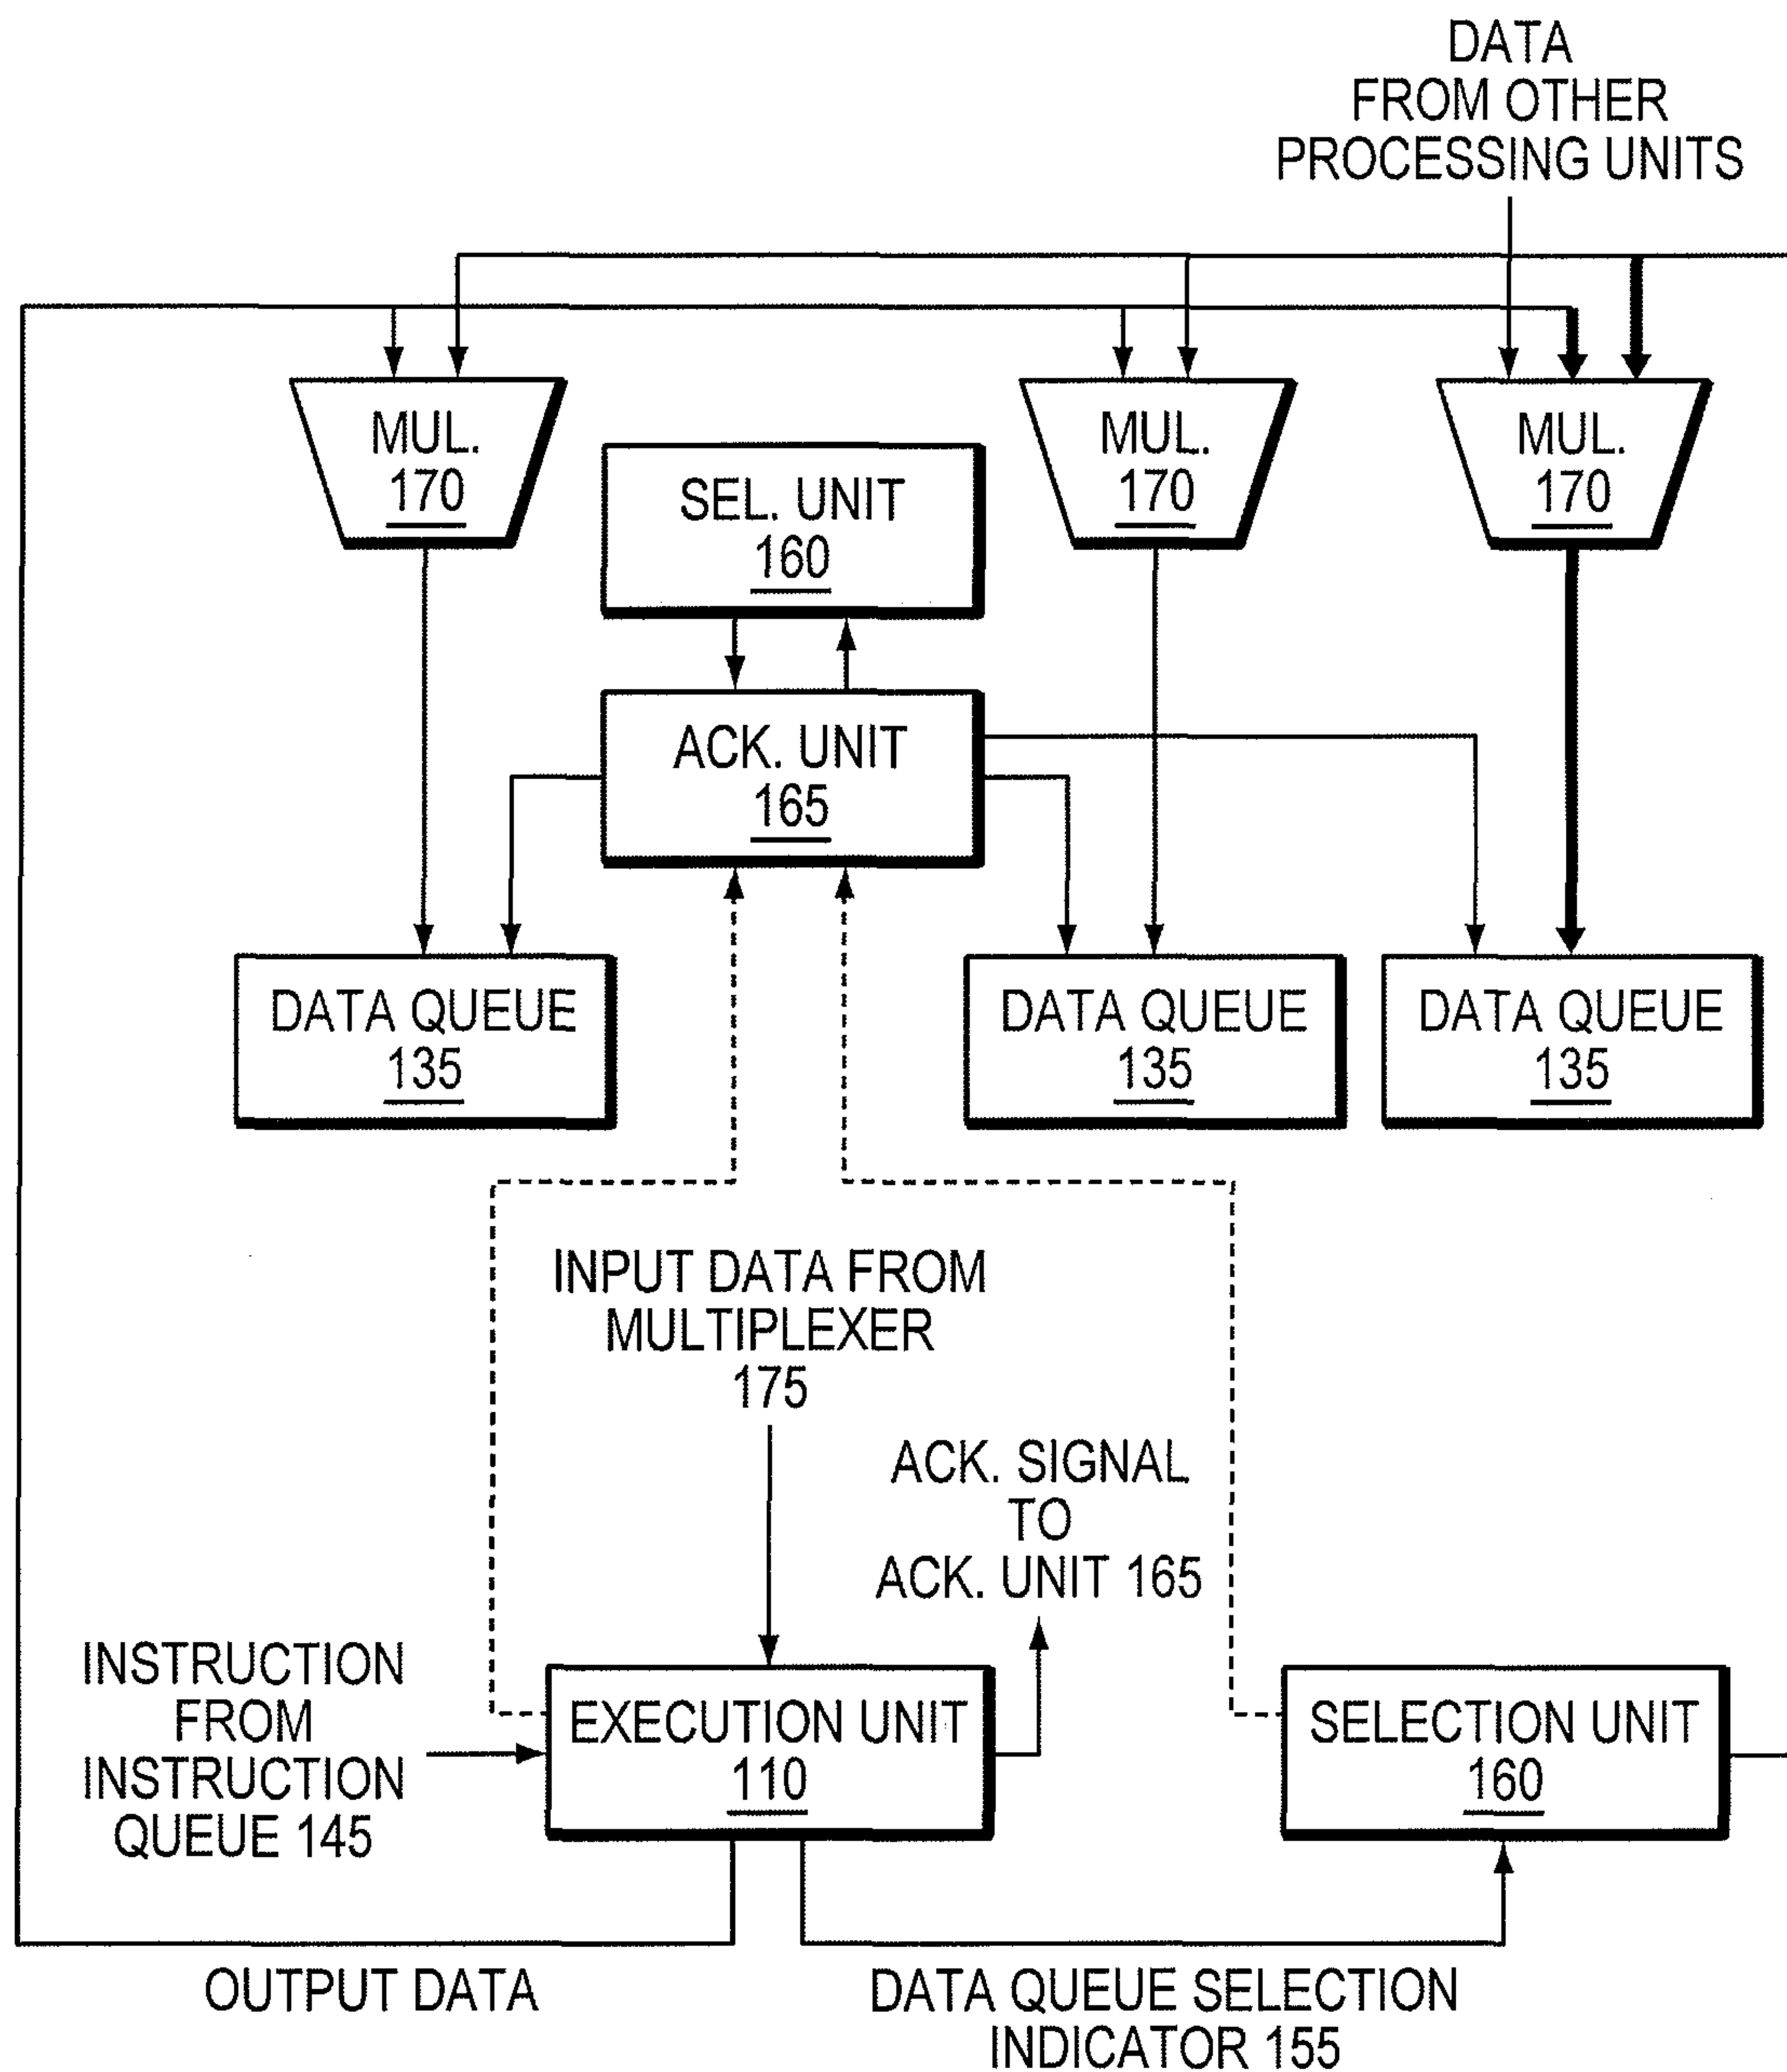 DATA
FROM OTHER
PROCESSING UNITS
MUL.
170
SEL. UNIT
160
MUL.
170
MUL.
170
ACK. UNIT
165
DATA QUEUE
135
DATA QUEUE
135
DATA QUEUE
135
INPUT DATA FROM
MULTIPLEXER
175
ACK. SIGNAL
TO
ACK. UNIT 165
INSTRUCTION
FROM
INSTRUCTION
QUEUE 145
EXECUTION UNIT
110
SELECTION UNIT
160
OUTPUT DATA
DATA QUEUE SELECTION
INDICATOR 155